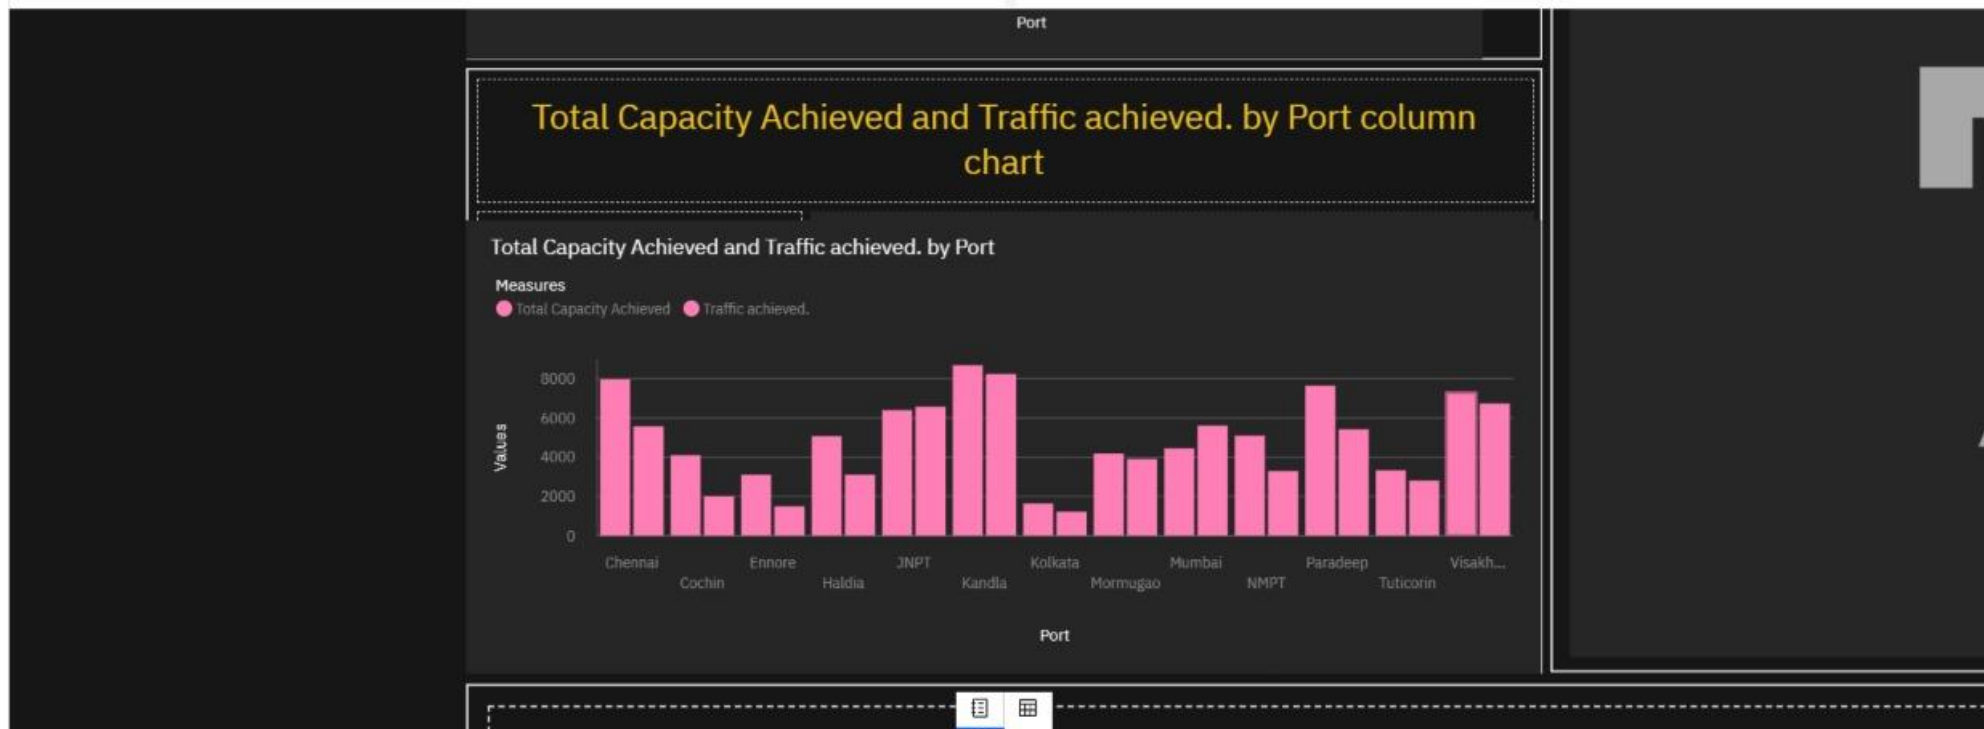 Port
Total Capacity Achieved and Traffic achieved. by Port column
chart
Total Capacity Achieved and Traffic achieved. by Port
Measures
Total Capacity Achieved Traffic achieved.
Values
8000
6000
4000
2000
0
Chennai Ennore JNPT Kolkata Mumbai Paradeep Visakh...
Cochin Haldia Kandla Mormugao NMPT Tuticorin
Port